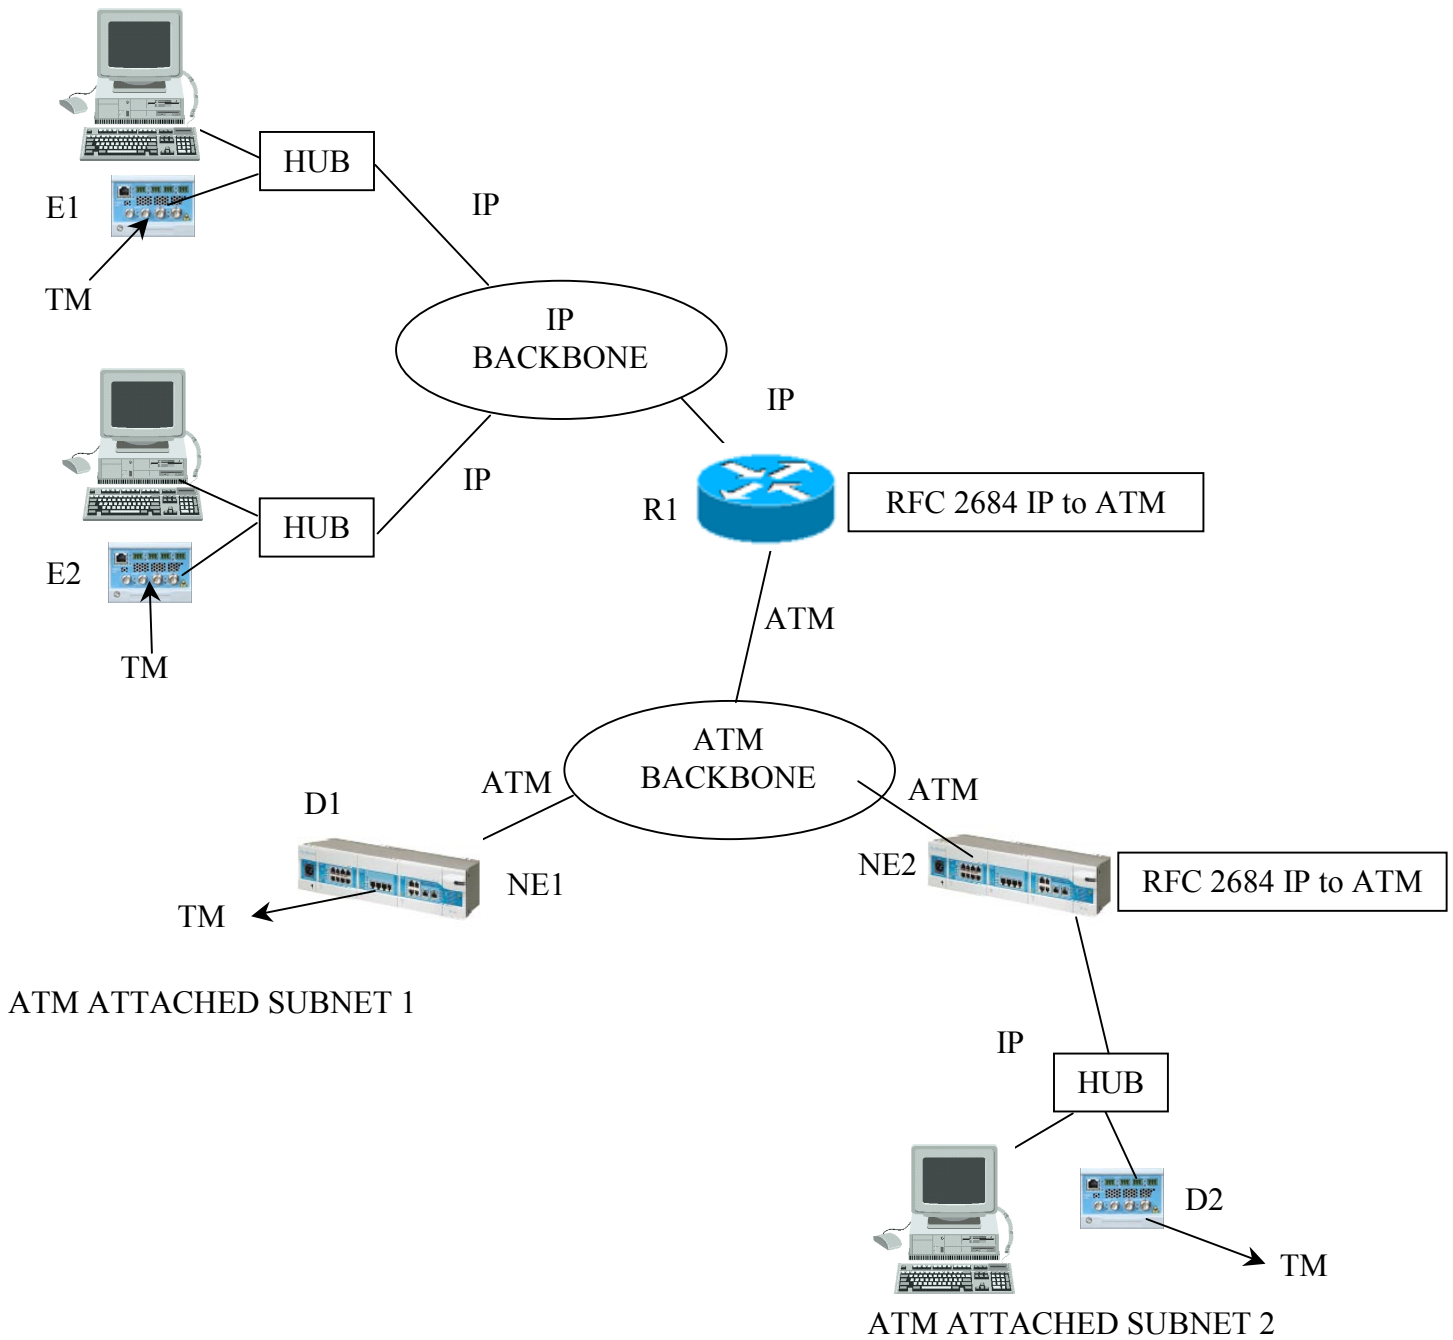 HUB
E1
IP
TM
IP
BACKBONE
IP
IP
R1
RFC 2684 IP to ATM
HUB
E2
ATM
TM
ATM
BACKBONE
ATM
ATM
D1
NE1
NE2
RFC 2684 IP to ATM
TM
ATM ATTACHED SUBNET 1
IP
HUB
D2
TM
ATM ATTACHED SUBNET 2